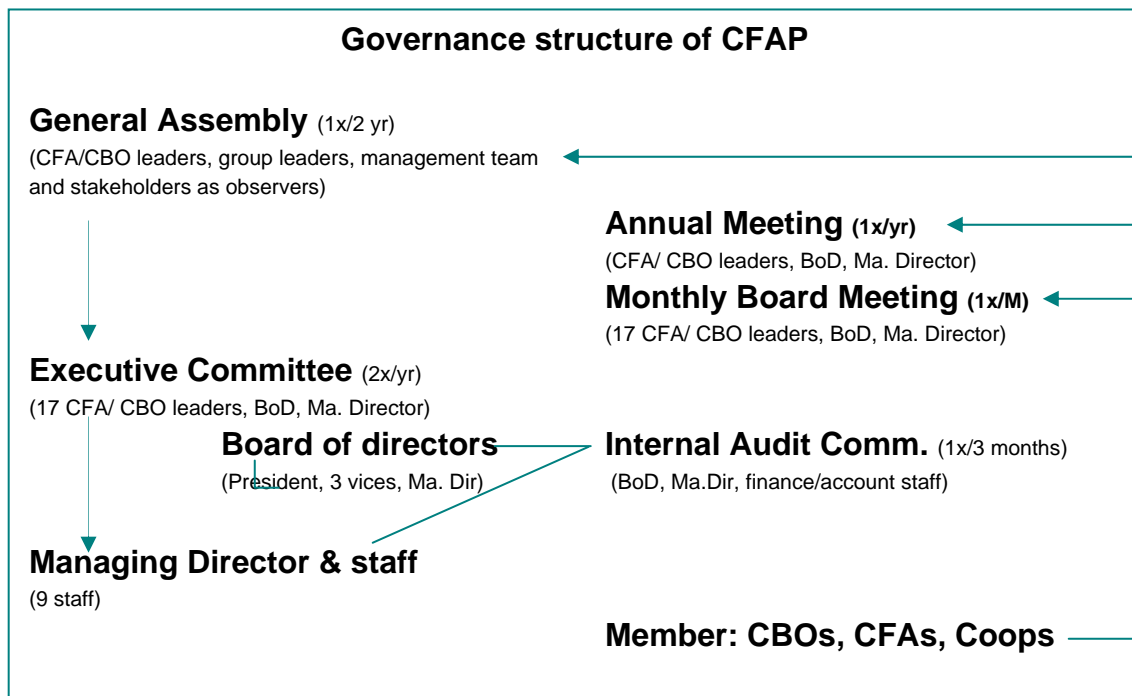 Governance structure of CFAP
General Assembly (1x/2 yr)
(CFA/CBO leaders, group leaders, management team
and stakeholders as observers)
Annual Meeting (1x/yr)
(CFA/ CBO leaders, BoD, Ma. Director)
Monthly Board Meeting (1x/M)
(17 CFA/ CBO leaders, BoD, Ma. Director)
Executive Committee (2x/yr)
(17 CFA/ CBO leaders, BoD, Ma. Director)
Board of directors
(President, 3 vices, Ma. Dir)
Internal Audit Comm. (1x/3 months)
(BoD, Ma.Dir, finance/account staff)
Managing Director & staff
(9 staff)
Member: CBOs, CFAs, Coops